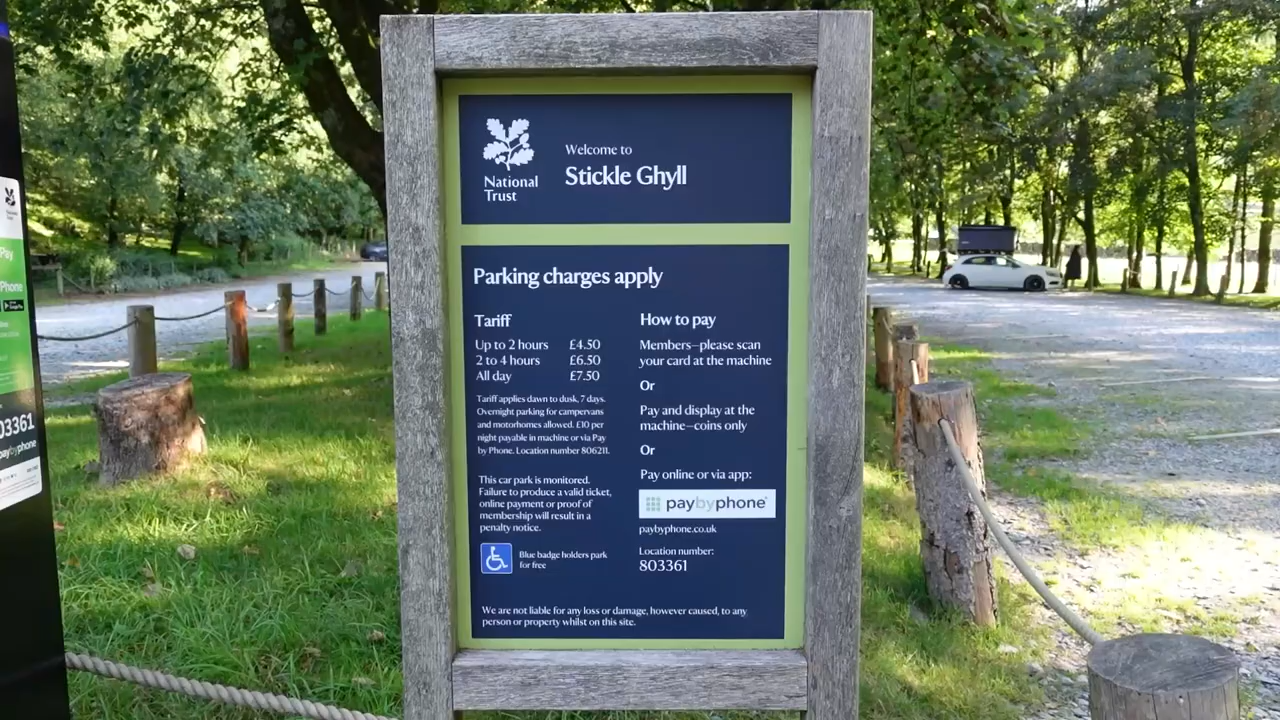 National
Trust
Welcome to
Stickle Ghyll
Parking charges apply
Tariff
Up to 2 hours £4.50
2 to 4 hours £6.50
All day £7.50
Tariff applies dawn to dusk, 7 days.
Overnight parking for campervans
and motorhomes allowed. £10 per
night payable in machine or via Pay
by Phone. Location number 806211.
This car park is monitored.
Failure to produce a valid ticket,
online payment or proof of
membership will result in a
penalty notice.
Blue badge holders park
for free
How to pay
Members–please scan
your card at the machine
Or
Pay and display at the
machine–coins only
Or
Pay online or via app:
paybyphone
paybyphone.co.uk
Location number:
803361
We are not liable for any loss or damage, however caused, to any
person or property whilst on this site.
Pay
Phone
03361
paybyphone